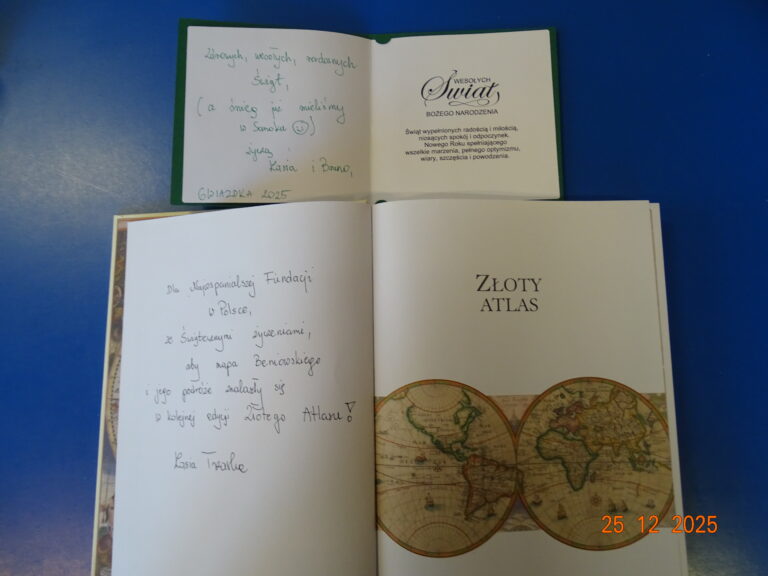 Zdrowych, wesołych, rodzinnych
Świąt,
(a śnieg już mieliśmy
w Sanoku ☺)
życzą
Kasia i Bruno,
GWIAZDKA 2025
WESOŁYCH
Świąt
BOŻEGO NARODZENIA
Świąt wypełnionych radością i miłością,
niosących spokój i odpoczynek.
Nowego Roku spełniającego
wszelkie marzenia, pełnego optymizmu,
wiary, szczęścia i powodzenia.
Dla Najwspanialszej Fundacji
w Polsce,
ze Świątecznymi życzeniami,
aby mapa Beniowskiego
i jego podróże znalazły się
w kolejnej edycji Złotego Atlasu!
Kasia
ZŁOTY
ATLAS
25 12 2025